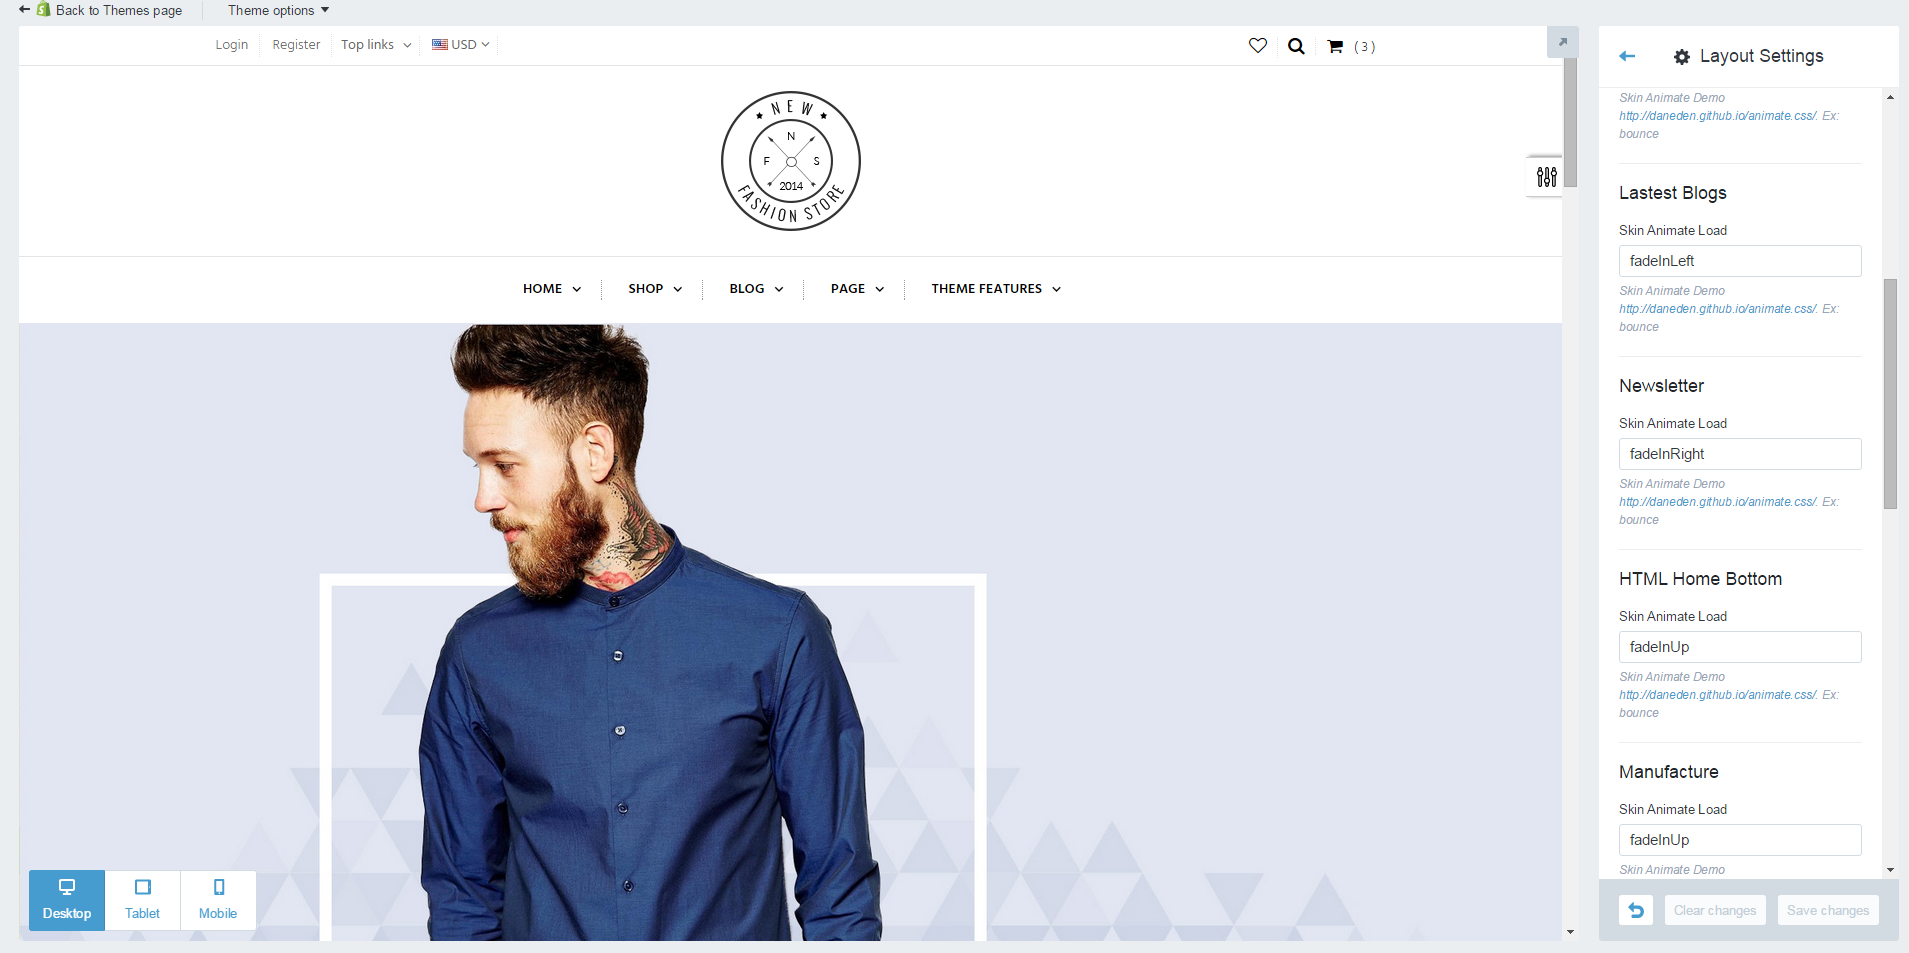 Back to Themes page
Theme options
Login
Register
Top links
USD
( 3 )
NEW
N
F
S
2014
FASHION STORE
HOME
SHOP
BLOG
PAGE
THEME FEATURES
Desktop
Tablet
Mobile
Layout Settings
Skin Animate Demo
http://daneden.github.io/animate.css/. Ex:
bounce
Lastest Blogs
Skin Animate Load
fadeInLeft
Skin Animate Demo
http://daneden.github.io/animate.css/. Ex:
bounce
Newsletter
Skin Animate Load
fadeInRight
Skin Animate Demo
http://daneden.github.io/animate.css/. Ex:
bounce
HTML Home Bottom
Skin Animate Load
fadeInUp
Skin Animate Demo
http://daneden.github.io/animate.css/. Ex:
bounce
Manufacture
Skin Animate Load
fadeInUp
Skin Animate Demo
Clear changes
Save changes